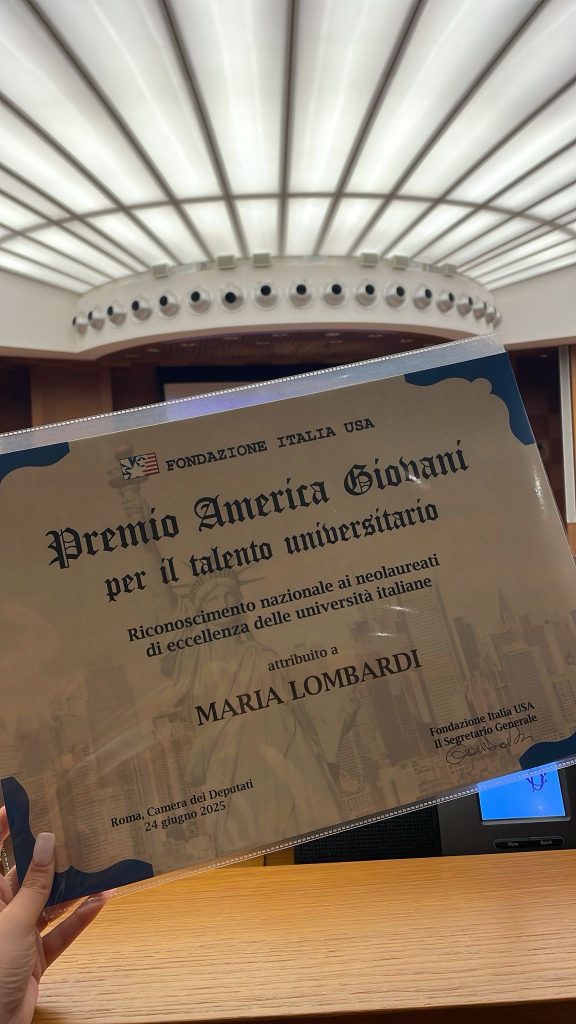 FONDAZIONE ITALIA USA
Premio America Giovani
per il talento universitario
Riconoscimento nazionale ai neolaureati
di eccellenza delle università italiane
attribuito a
MARIA LOMBARDI
Fondazione Italia USA
Il Segretario Generale
Roma, Camera dei Deputati
24 giugno 2025